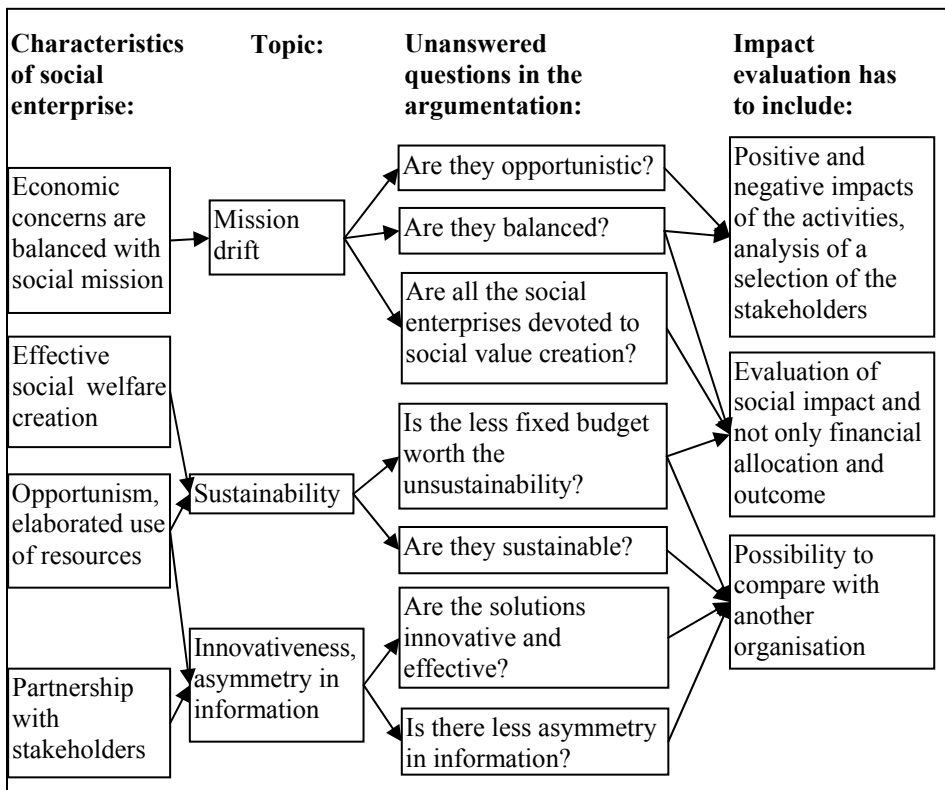 Characteristics
of social
enterprise:
Topic:
Unanswered
questions in the
argumentation:
Impact
evaluation has
to include:
Economic
concerns are
balanced with
social mission
Effective
social welfare
creation
Opportunism,
elaborated use
of resources
Partnership
with
stakeholders
Mission
drift
Sustainability
Innovativeness,
asymmetry in
information
Are they opportunistic?
Are they balanced?
Are all the social
enterprises devoted to
social value creation?
Is the less fixed budget
worth the
unsustainability?
Are they sustainable?
Are the solutions
innovative and
effective?
Is there less asymmetry
in information?
Positive and
negative impacts
of the activities,
analysis of a
selection of the
stakeholders
Evaluation of
social impact and
not only financial
allocation and
outcome
Possibility to
compare with
another
organisation